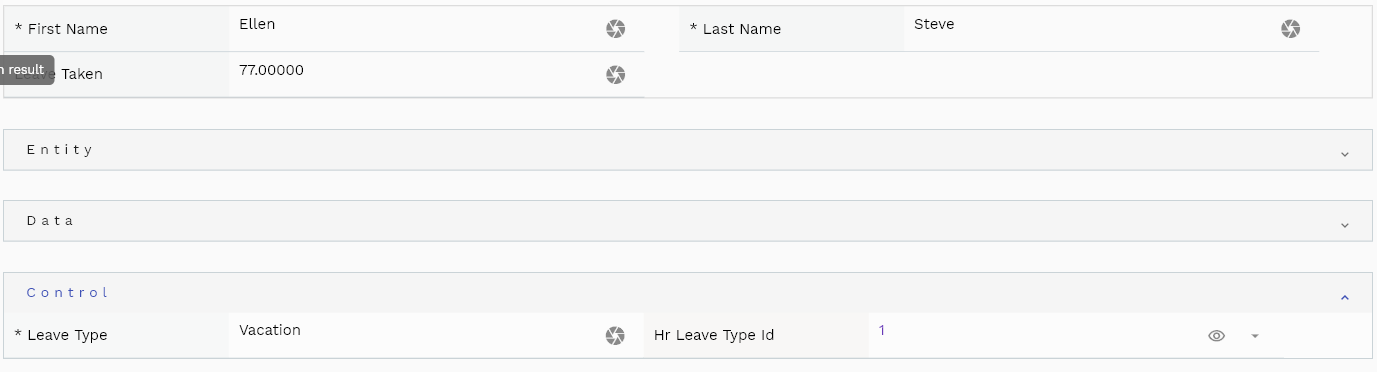 * First Name Ellen * Last Name Steve
n result Leave Taken 77.00000
Entity
Data
Control
* Leave Type Vacation Hr Leave Type Id 1